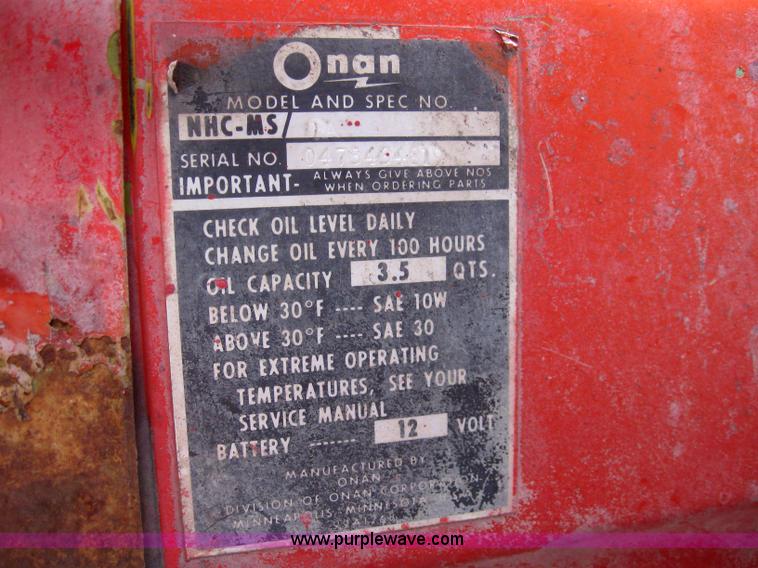 Onan
MODEL AND SPEC NO.
NHC-MS/
SERIAL NO.
IMPORTANT- ALWAYS GIVE ABOVE NOS
WHEN ORDERING PARTS
CHECK OIL LEVEL DAILY
CHANGE OIL EVERY 100 HOURS
OIL CAPACITY 3.5 QTS.
BELOW 30°F ---- SAE 10W
ABOVE 30°F ---- SAE 30
FOR EXTREME OPERATING
TEMPERATURES, SEE YOUR
SERVICE MANUAL
BATTERY ------- 12 VOLT
MANUFACTURED BY
ONAN
DIVISION OF ONAN CORPORATION
MINNEAPOLIS, MINNESOTA
www.purplewave.com